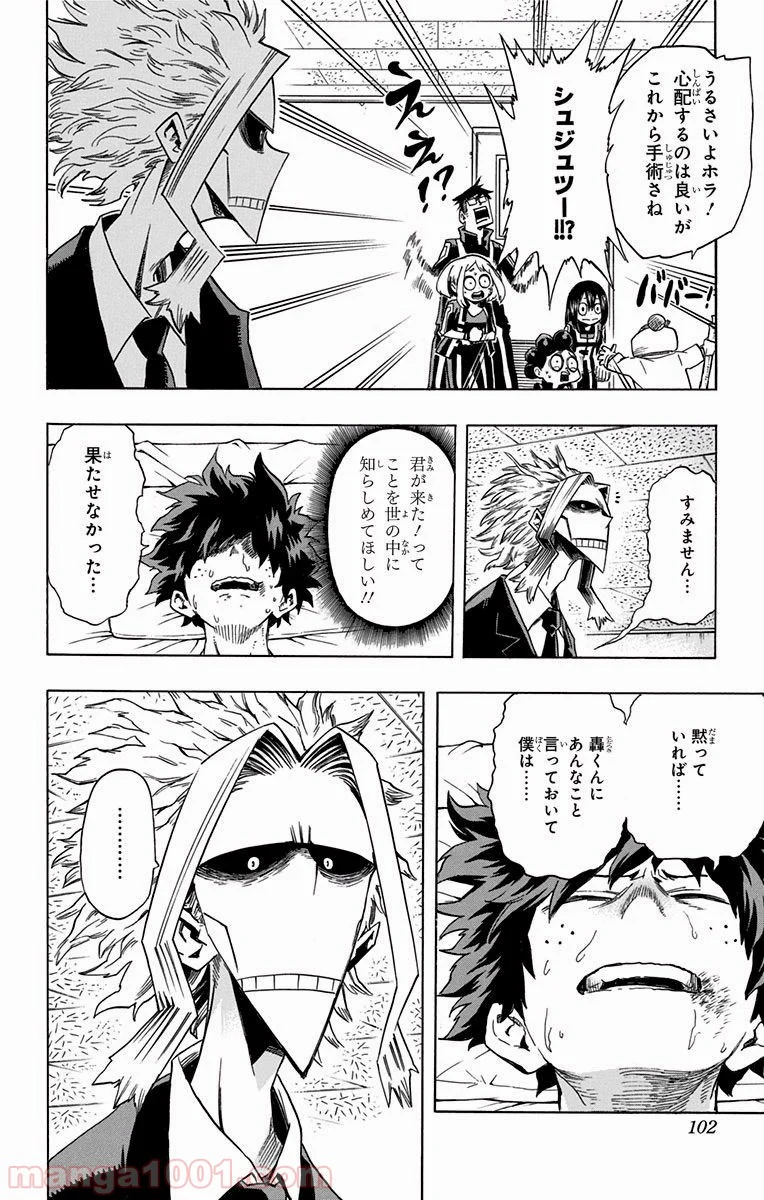 うるさいよホラ！
心配するのは良いが
これから手術さね
シュジュツー!!!?
ええ!?
バババー!
すみません…
君が来た！って
ことを世の中に
知らしめてほしい!!
果たせなかった…
黙って
いれば……
轟くんに
あんなこと
言っておいて
僕は……
………
102
manga1001.com